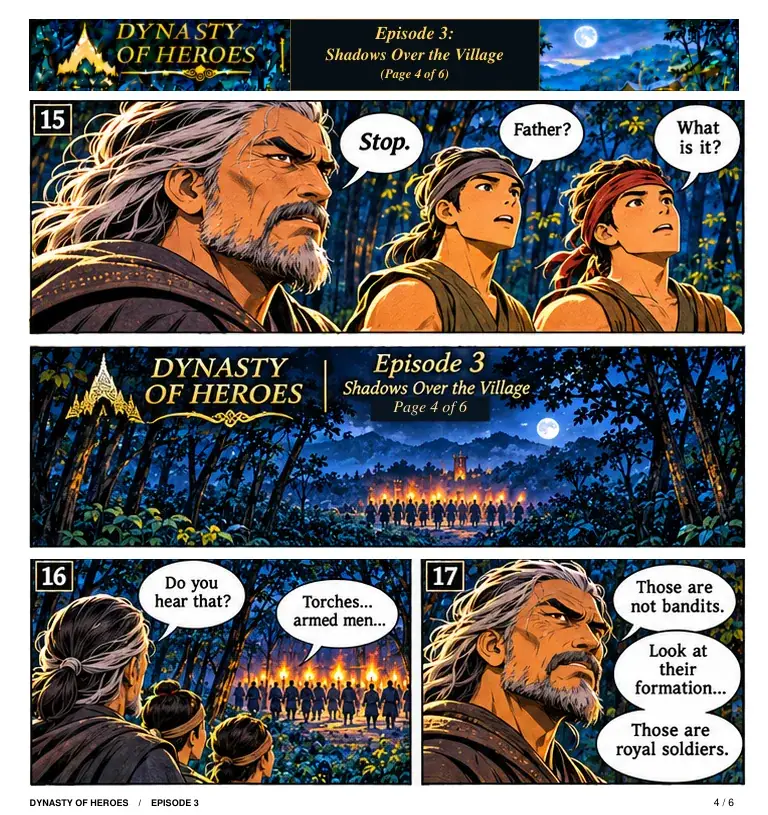 DYNASTY
OF HEROES
Episode 3:
Shadows Over the Village
(Page 4 of 6)
15
Stop.
Father?
What
is it?
DYNASTY
OF HEROES
Episode 3
Shadows Over the Village
Page 4 of 6
16
Do you
hear that?
Torches...
armed men...
17
Those are
not bandits.
Look at
their
formation...
Those are
royal soldiers.
DYNASTY OF HEROES / EPISODE 3
4 / 6